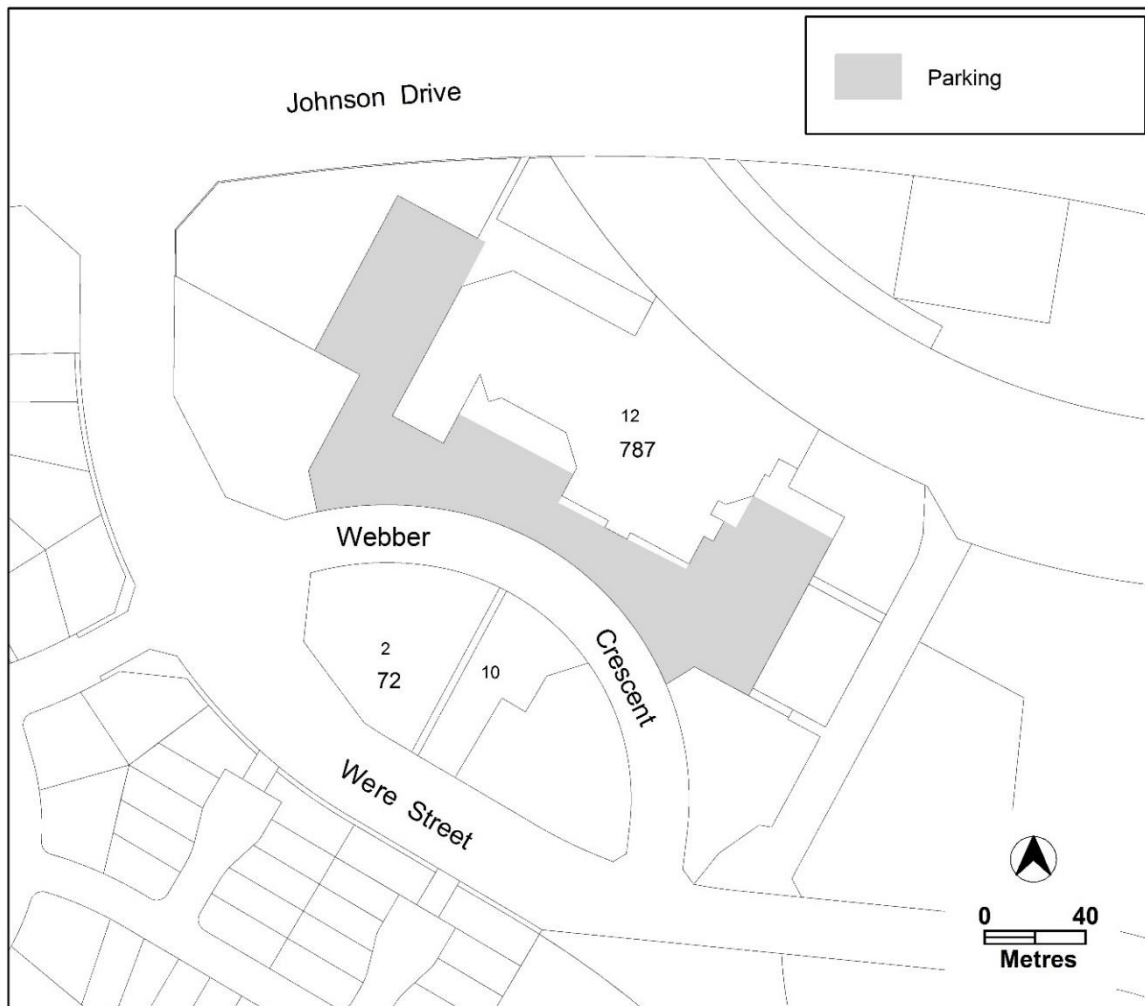 Johnson Drive
Parking
12
787
Webber
Crescent
2
72
10
Were Street
0 40
Metres